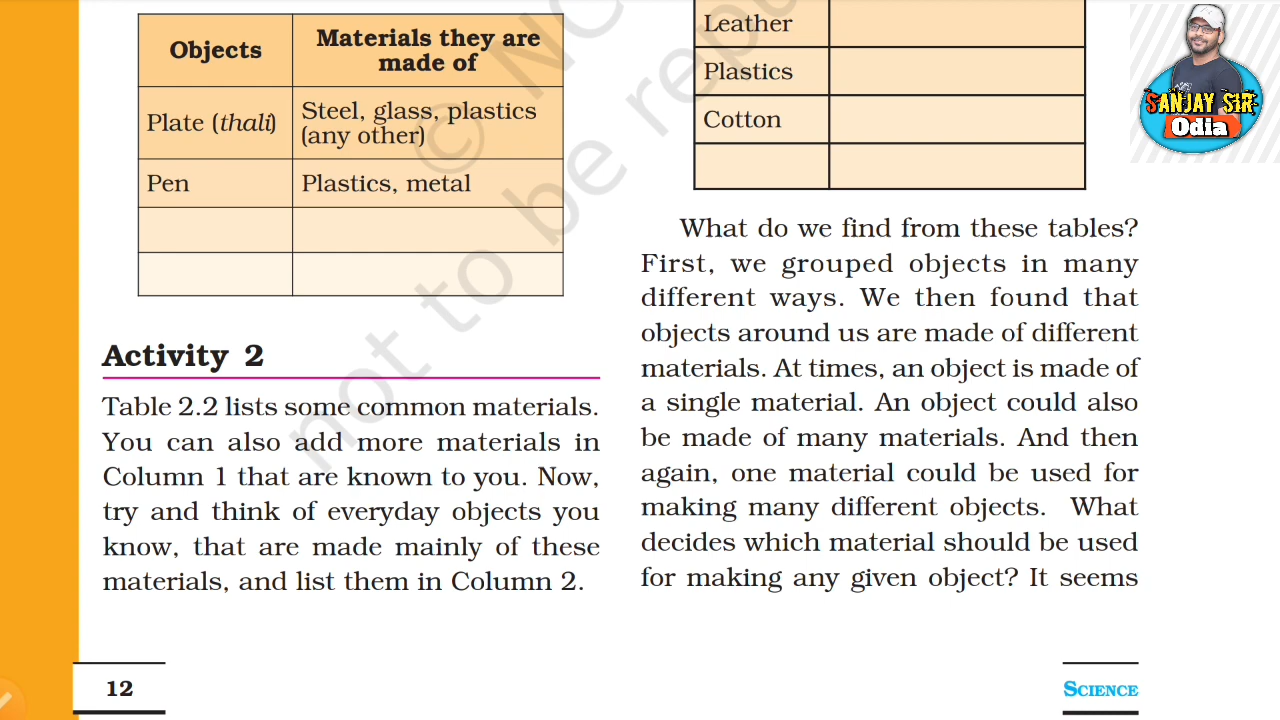 Objects
Materials they are
made of
Plate (thali)
Steel, glass, plastics
(any other)
Pen
Plastics, metal
Activity 2
Table 2.2 lists some common materials.
You can also add more materials in
Column 1 that are known to you. Now,
try and think of everyday objects you
know, that are made mainly of these
materials, and list them in Column 2.
12
Leather
Plastics
Cotton
What do we find from these tables?
First, we grouped objects in many
different ways. We then found that
objects around us are made of different
materials. At times, an object is made of
a single material. An object could also
be made of many materials. And then
again, one material could be used for
making many different objects. What
decides which material should be used
for making any given object? It seems
SCIENCE
SANJAY SIR
Odia
© NC
not to be repu